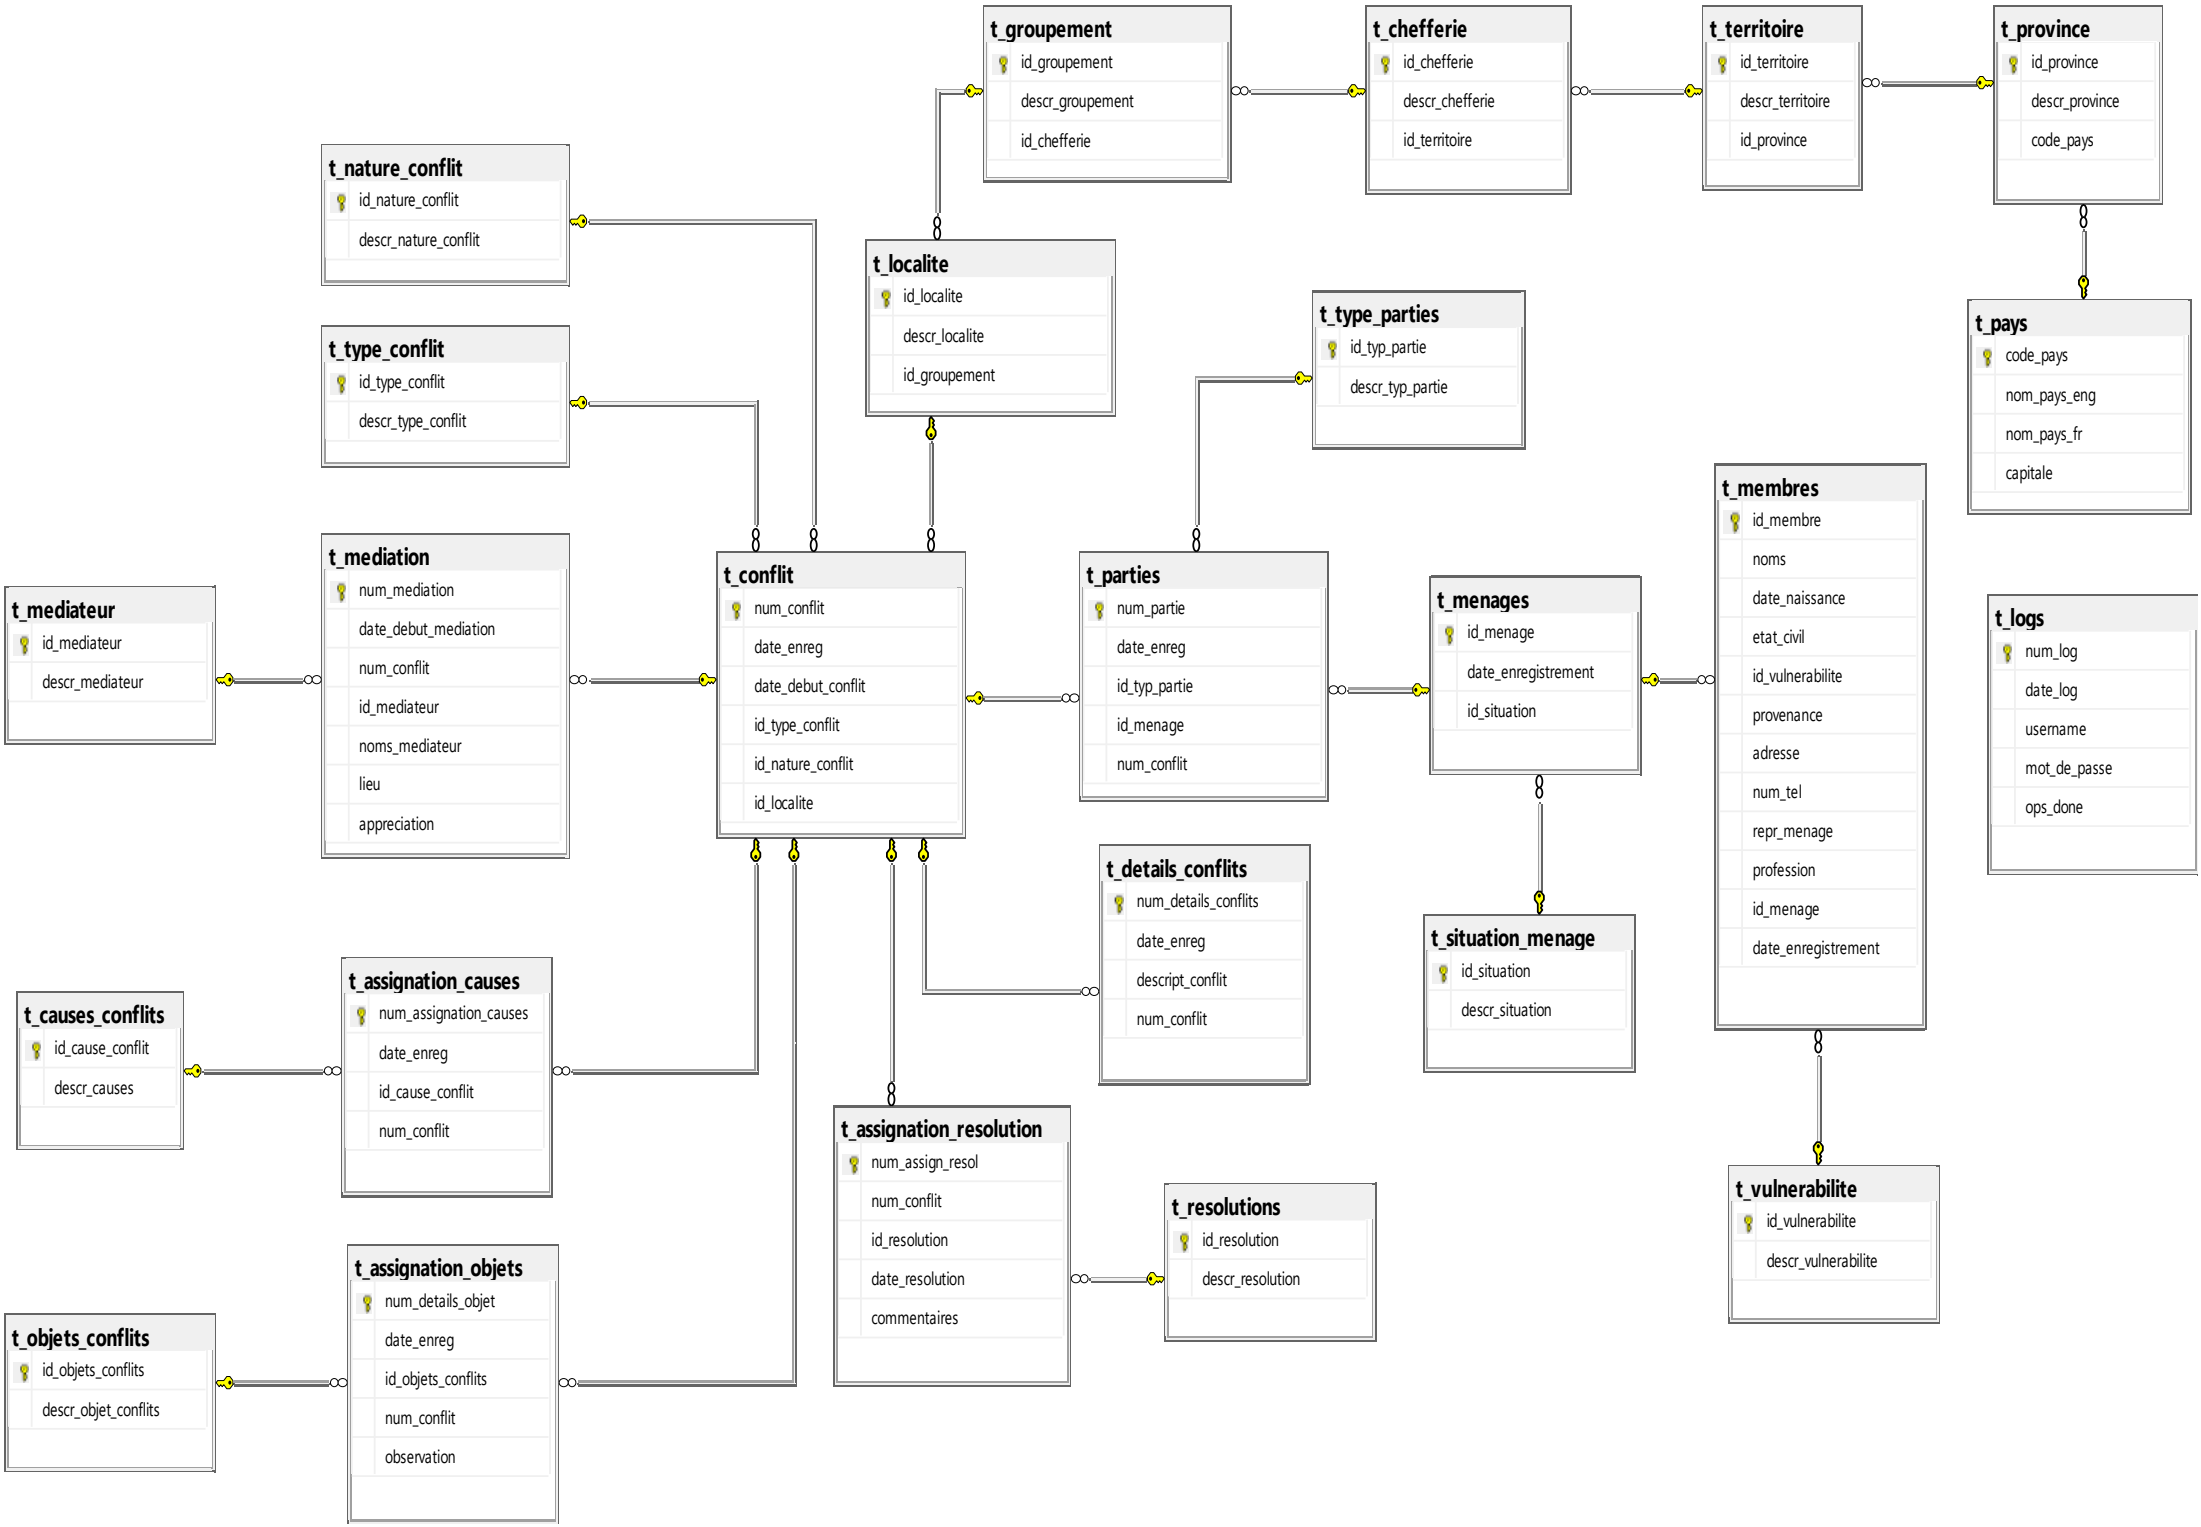 t_groupement
id_groupement
descr_groupement
id_chefferie
t_chefferie
id_chefferie
descr_chefferie
id_territoire
t_territoire
id_territoire
descr_territoire
id_province
t_province
id_province
descr_province
code_pays
t_nature_conflit
id_nature_conflit
descr_nature_conflit
t_localite
id_localite
descr_localite
id_groupement
t_type_parties
id_typ_partie
descr_typ_partie
t_pays
code_pays
nom_pays_eng
nom_pays_fr
capitale
t_type_conflit
id_type_conflit
descr_type_conflit
t_mediateur
id_mediateur
descr_mediateur
t_mediation
num_mediation
date_debut_mediation
num_conflit
id_mediateur
noms_mediateur
lieu
appreciation
t_conflit
num_conflit
date_enreg
date_debut_conflit
id_type_conflit
id_nature_conflit
id_localite
t_parties
num_partie
date_enreg
id_typ_partie
id_menage
num_conflit
t_menages
id_menage
date_enregistrement
id_situation
t_membres
id_membre
noms
date_naissance
etat_civil
id_vulnerabilite
provenance
adresse
num_tel
repr_menage
profession
id_menage
date_enregistrement
t_logs
num_log
date_log
username
mot_de_passe
ops_done
t_details_conflits
num_details_conflits
date_enreg
descript_conflit
num_conflit
t_situation_menage
id_situation
descr_situation
t_causes_conflits
id_cause_conflit
descr_causes
t_assignation_causes
num_assignation_causes
date_enreg
id_cause_conflit
num_conflit
t_assignation_resolution
num_assign_resol
num_conflit
id_resolution
date_resolution
commentaires
t_resolutions
id_resolution
descr_resolution
t_vulnerabilite
id_vulnerabilite
descr_vulnerabilite
t_objets_conflits
id_objets_conflits
descr_objet_conflits
t_assignation_objets
num_details_objet
date_enreg
id_objets_conflits
num_conflit
observation